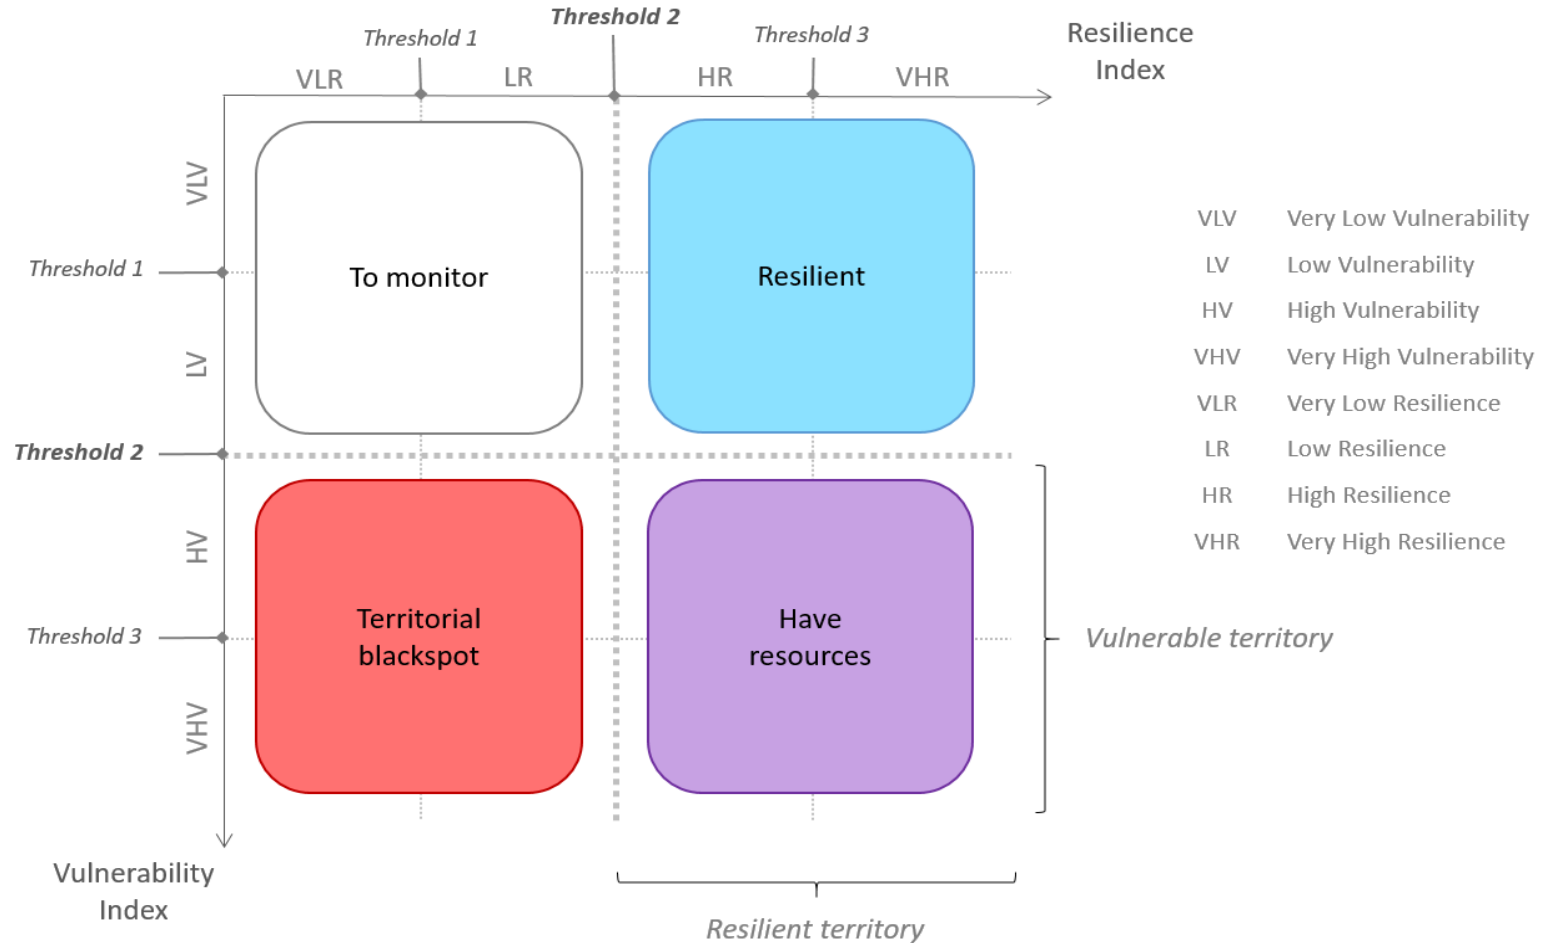 Threshold 2
Threshold 1
Threshold 3
Resilience
Index
VLR
LR
HR
VHR
VLV
Threshold 1
LV
Threshold 2
HV
Threshold 3
VHV
Vulnerability
Index
To monitor
Resilient
Territorial
blackspot
Have
resources
VLV Very Low Vulnerability
LV Low Vulnerability
HV High Vulnerability
VHV Very High Vulnerability
VLR Very Low Resilience
LR Low Resilience
HR High Resilience
VHR Very High Resilience
Vulnerable territory
Resilient territory